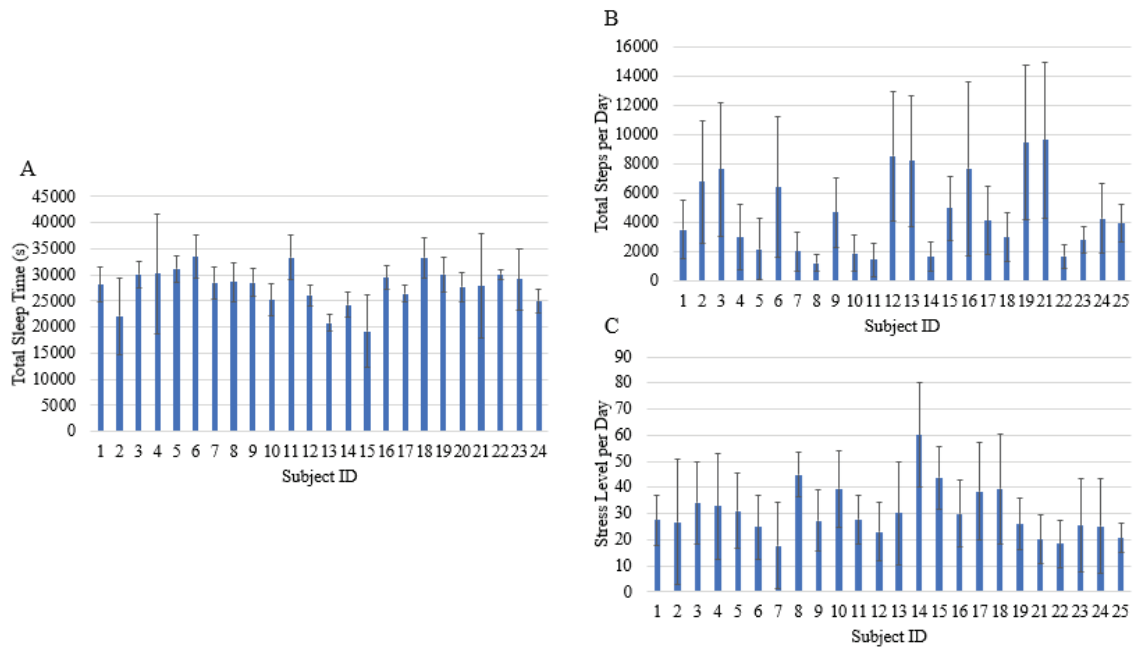 A
45000
40000
35000
30000
25000
20000
15000
10000
5000
0
Total Sleep Time (s)
1 2 3 4 5 6 7 8 9 10 11 12 13 14 15 16 17 18 19 20 21 22 23 24
Subject ID
B
16000
14000
12000
10000
8000
6000
4000
2000
0
Total Steps per Day
1 2 3 4 5 6 7 8 9 10 11 12 13 14 15 16 17 18 19 21 22 23 24 25
Subject ID
C
90
80
70
60
50
40
30
20
10
0
Stress Level per Day
1 2 3 4 5 6 7 8 9 10 11 12 13 14 15 16 17 18 19 21 22 23 24 25
Subject ID